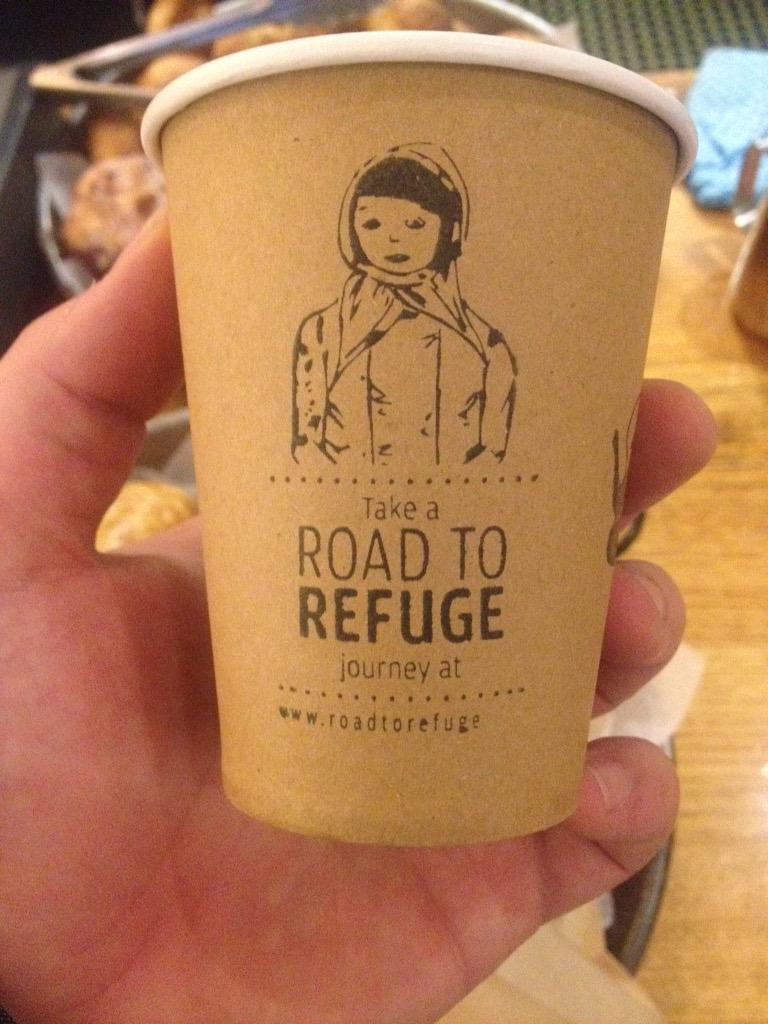 Take a
ROAD TO
REFUGE
journey at
www.roadtorefuge